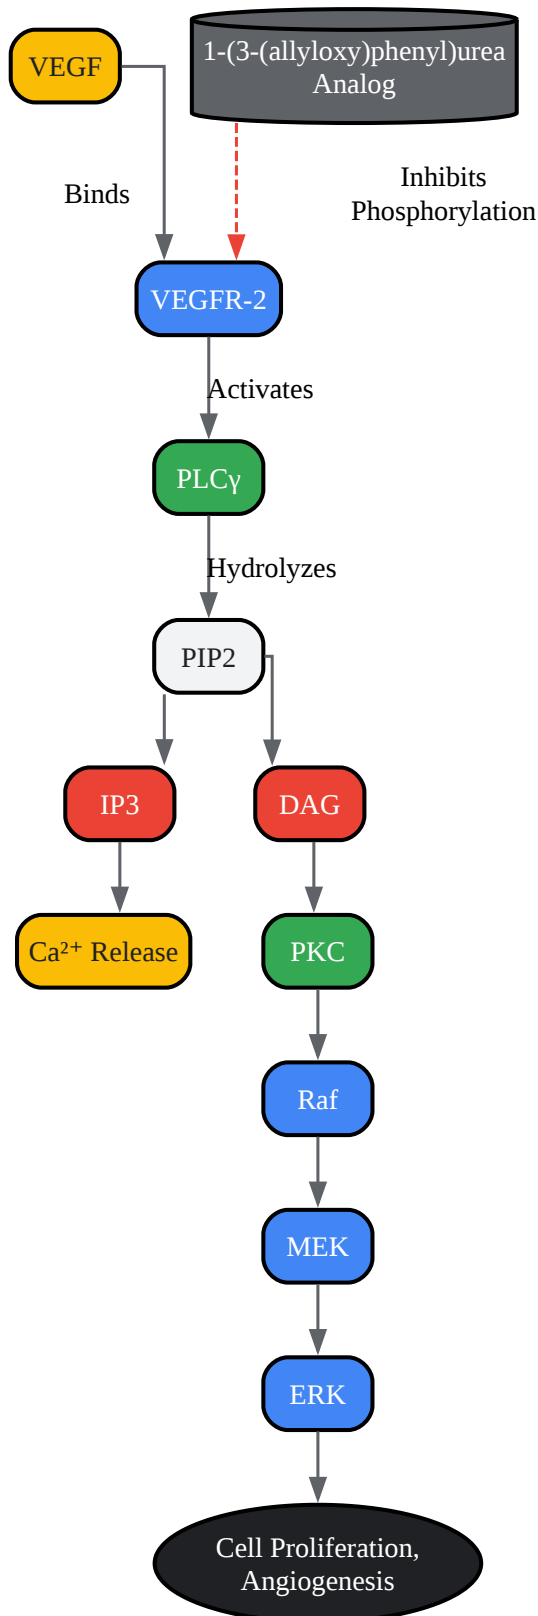 VEGF
1-(3-(allyloxy)phenyl)urea
Analog
Binds
Inhibits
Phosphorylation
VEGFR-2
Activates
PLCγ
Hydrolyzes
PIP2
IP3
DAG
Ca²⁺ Release
PKC
Raf
MEK
ERK
Cell Proliferation,
Angiogenesis